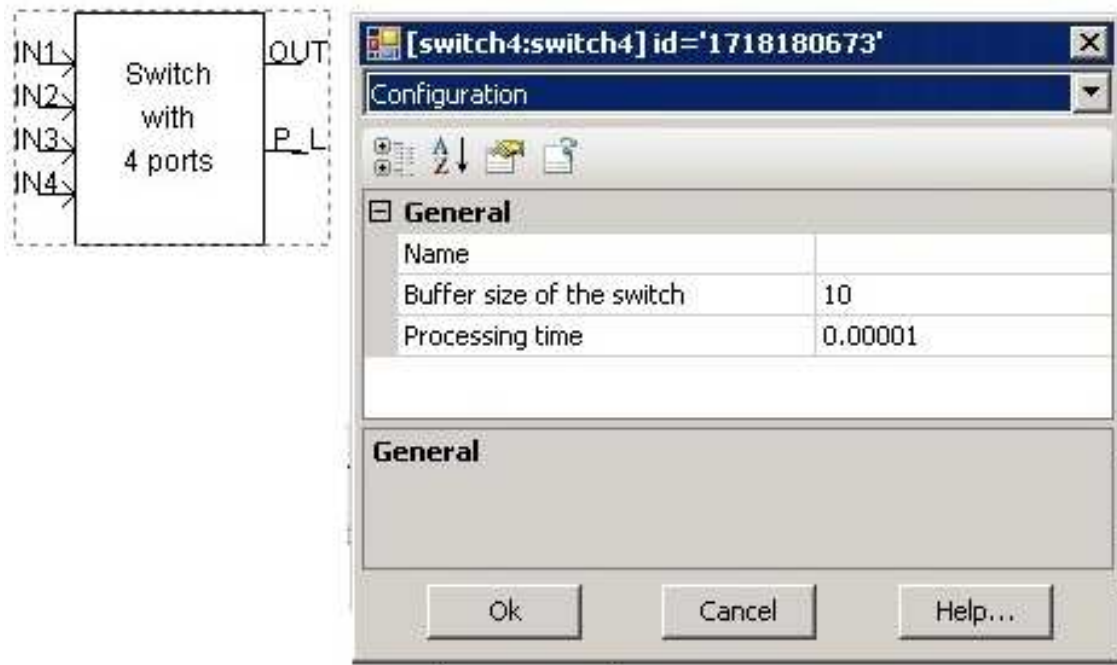 IN1
IN2
IN3
IN4
Switch
with
4 ports
OUT
P_L
[switch4:switch4] id='1718180673'
Configuration
A
Z
General
Name
Buffer size of the switch 10
Processing time 0.00001
General
Ok Cancel Help...